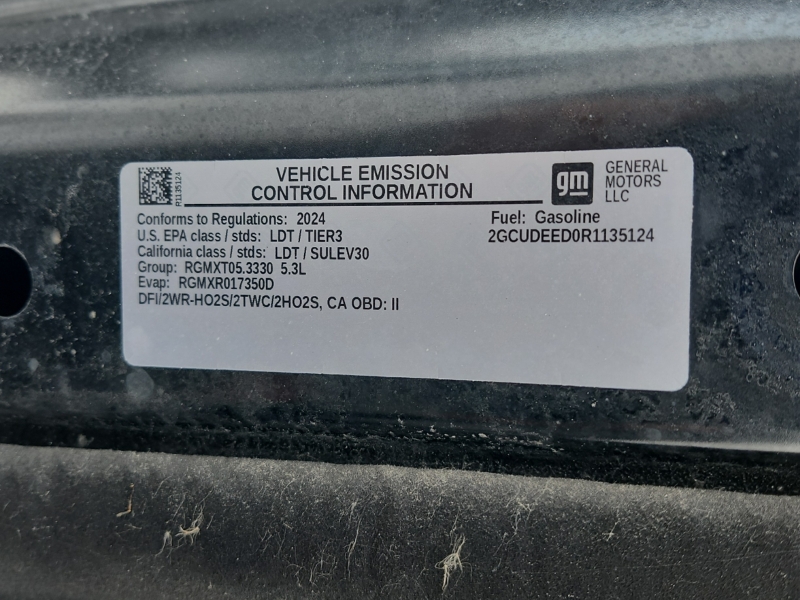 R1135124
VEHICLE EMISSION
CONTROL INFORMATION
gm
GENERAL
MOTORS
LLC
Conforms to Regulations: 2024
U.S. EPA class / stds: LDT / TIER3
California class / stds: LDT / SULEV30
Group: RGMXT05.3330 5.3L
Evap: RGMXR017350D
DFI/2WR-HO2S/2TWC/2HO2S, CA OBD: II
Fuel: Gasoline
2GCUDEED0R1135124